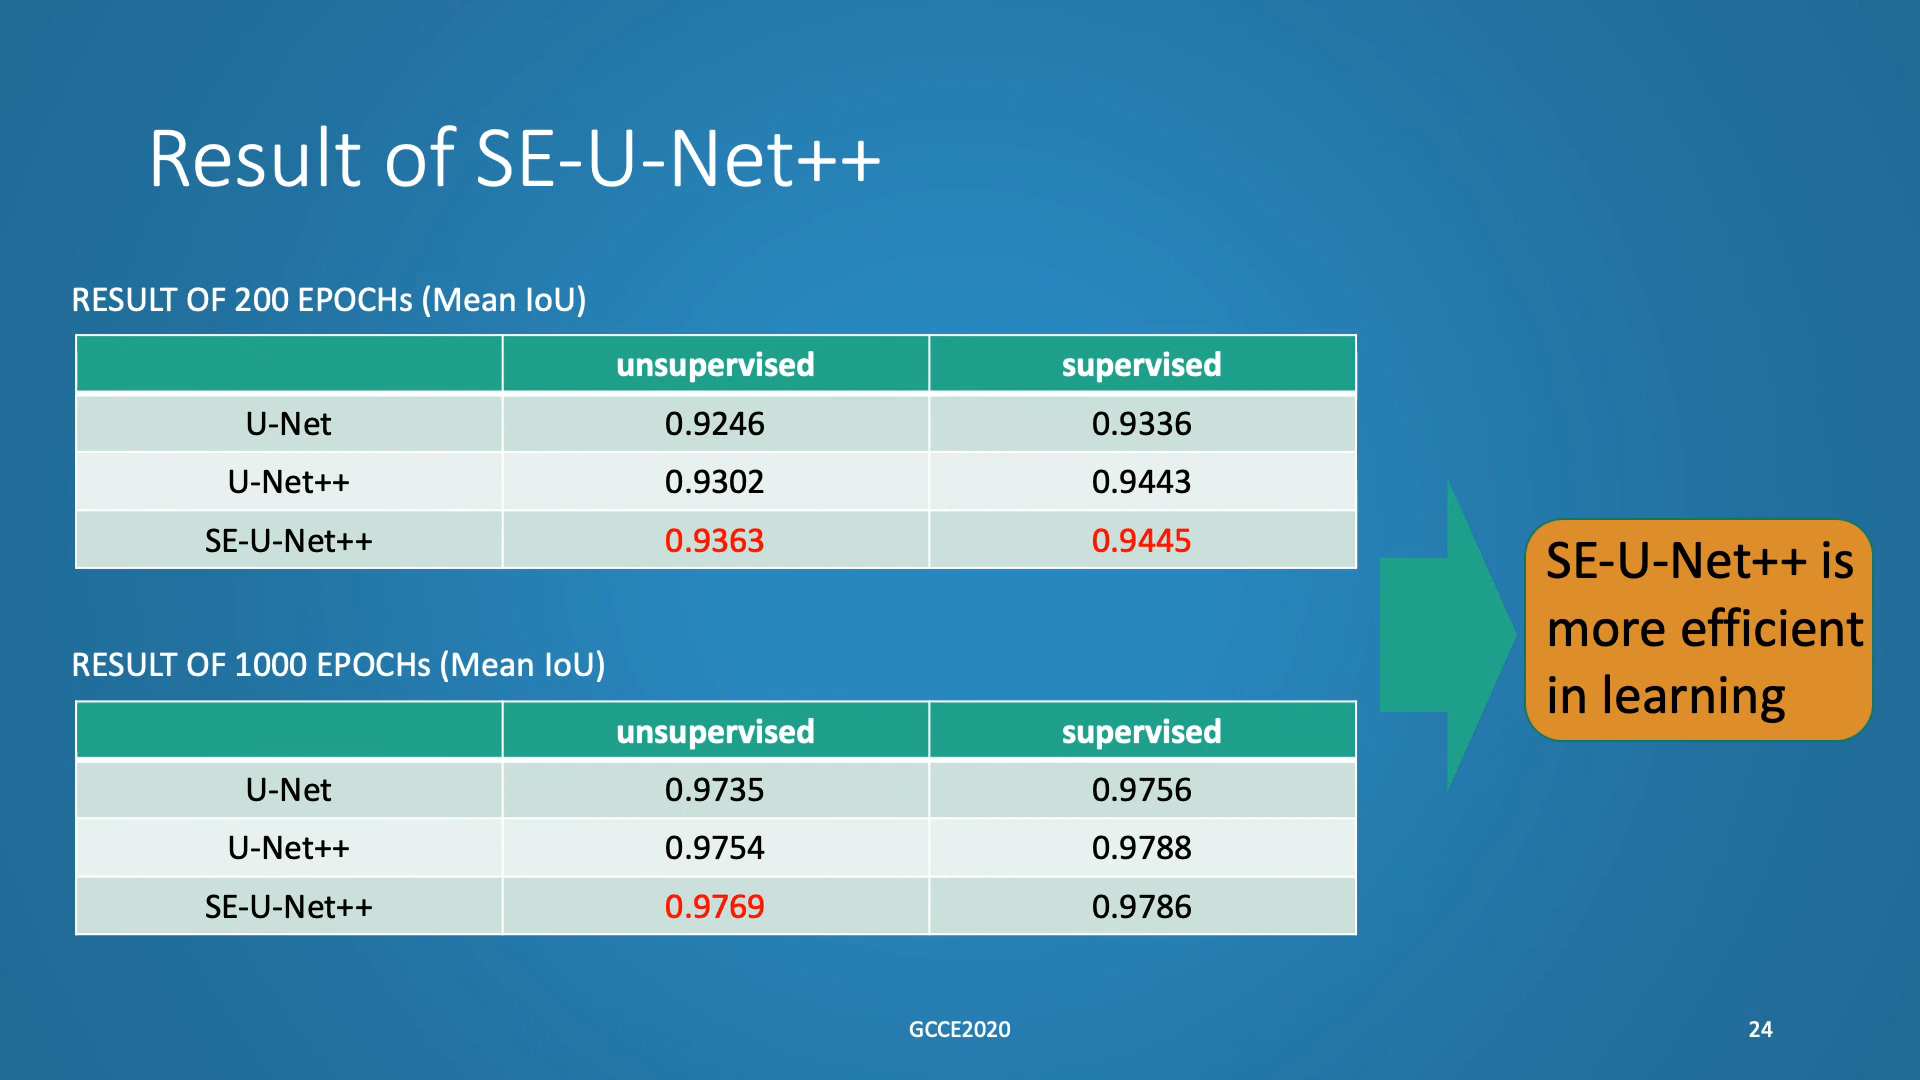 Result of SE-U-Net++
RESULT OF 200 EPOCHs (Mean IoU)
unsupervised supervised
U-Net 0.9246 0.9336
U-Net++ 0.9302 0.9443
SE-U-Net++ 0.9363 0.9445
RESULT OF 1000 EPOCHs (Mean IoU)
unsupervised supervised
U-Net 0.9735 0.9756
U-Net++ 0.9754 0.9788
SE-U-Net++ 0.9769 0.9786
SE-U-Net++ is
more efficient
in learning
GCCE2020
24